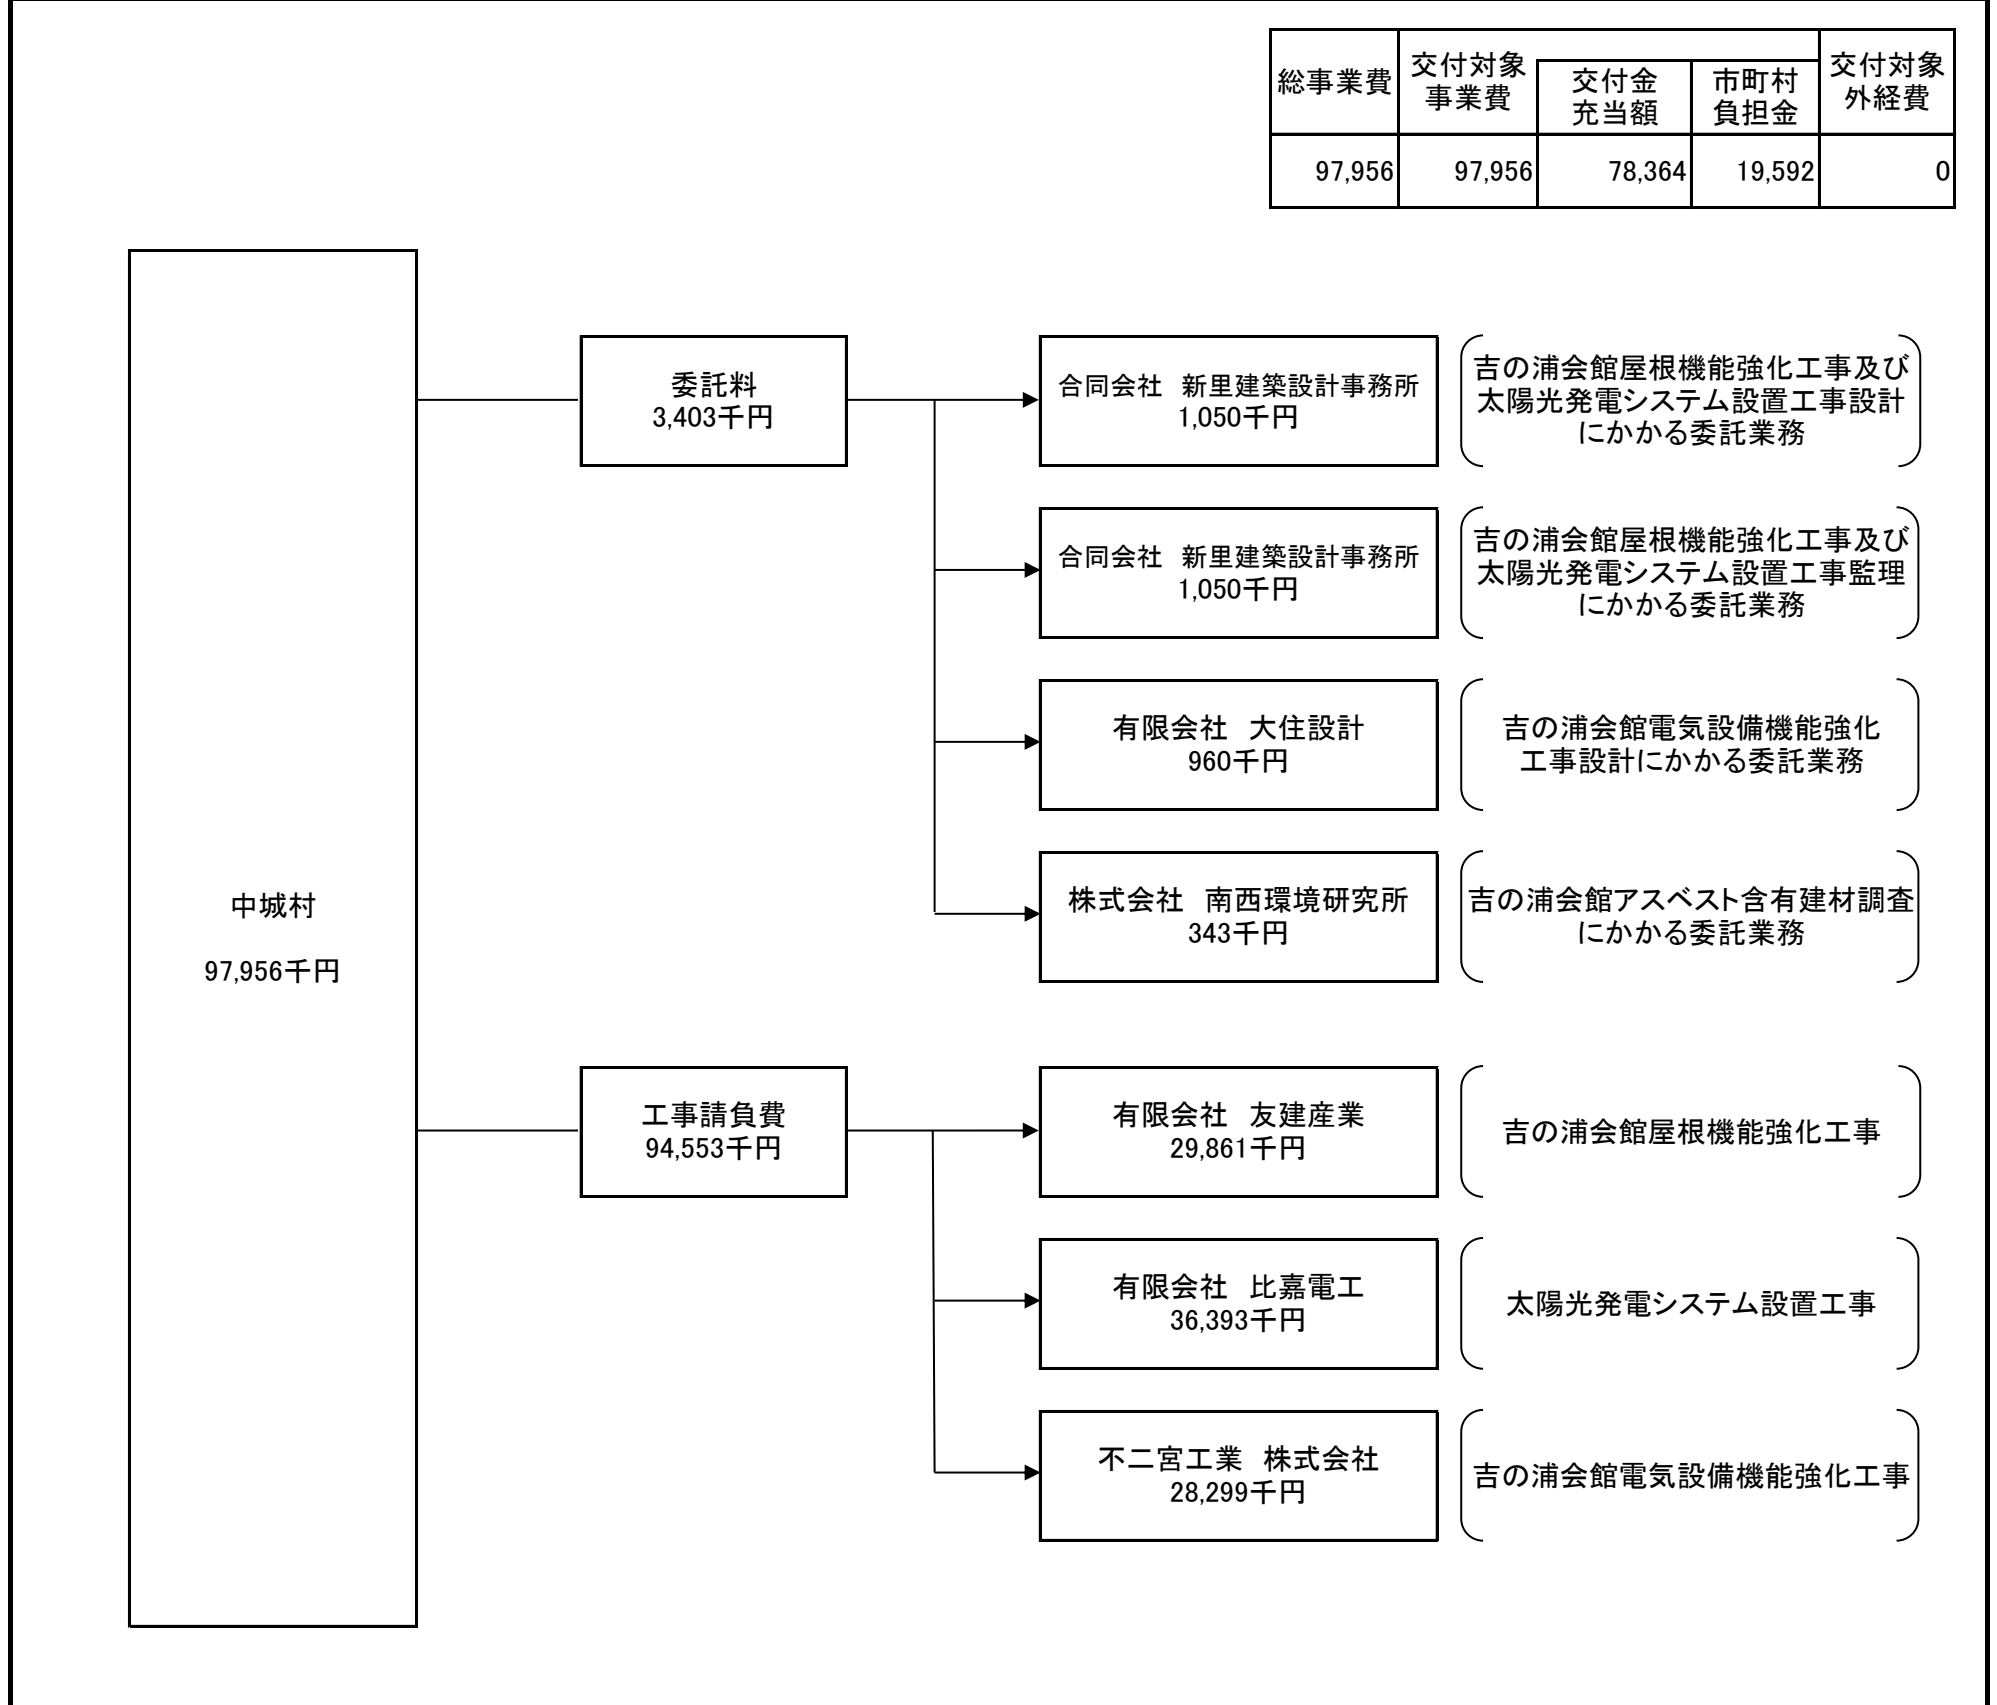 総事業費
交付対象
事業費
交付金
充当額
市町村
負担金
交付対象
外経費
97,956
97,956
78,364
19,592
0
中城村
97,956千円
委託料
3,403千円
合同会社　新里建築設計事務所
1,050千円
吉の浦会館屋根機能強化工事及び
太陽光発電システム設置工事設計
にかかる委託業務
合同会社　新里建築設計事務所
1,050千円
吉の浦会館屋根機能強化工事及び
太陽光発電システム設置工事監理
にかかる委託業務
有限会社　大住設計
960千円
吉の浦会館電気設備機能強化
工事設計にかかる委託業務
株式会社　南西環境研究所
343千円
吉の浦会館アスベスト含有建材調査
にかかる委託業務
工事請負費
94,553千円
有限会社　友建産業
29,861千円
吉の浦会館屋根機能強化工事
有限会社　比嘉電工
36,393千円
太陽光発電システム設置工事
不二宮工業　株式会社
28,299千円
吉の浦会館電気設備機能強化工事